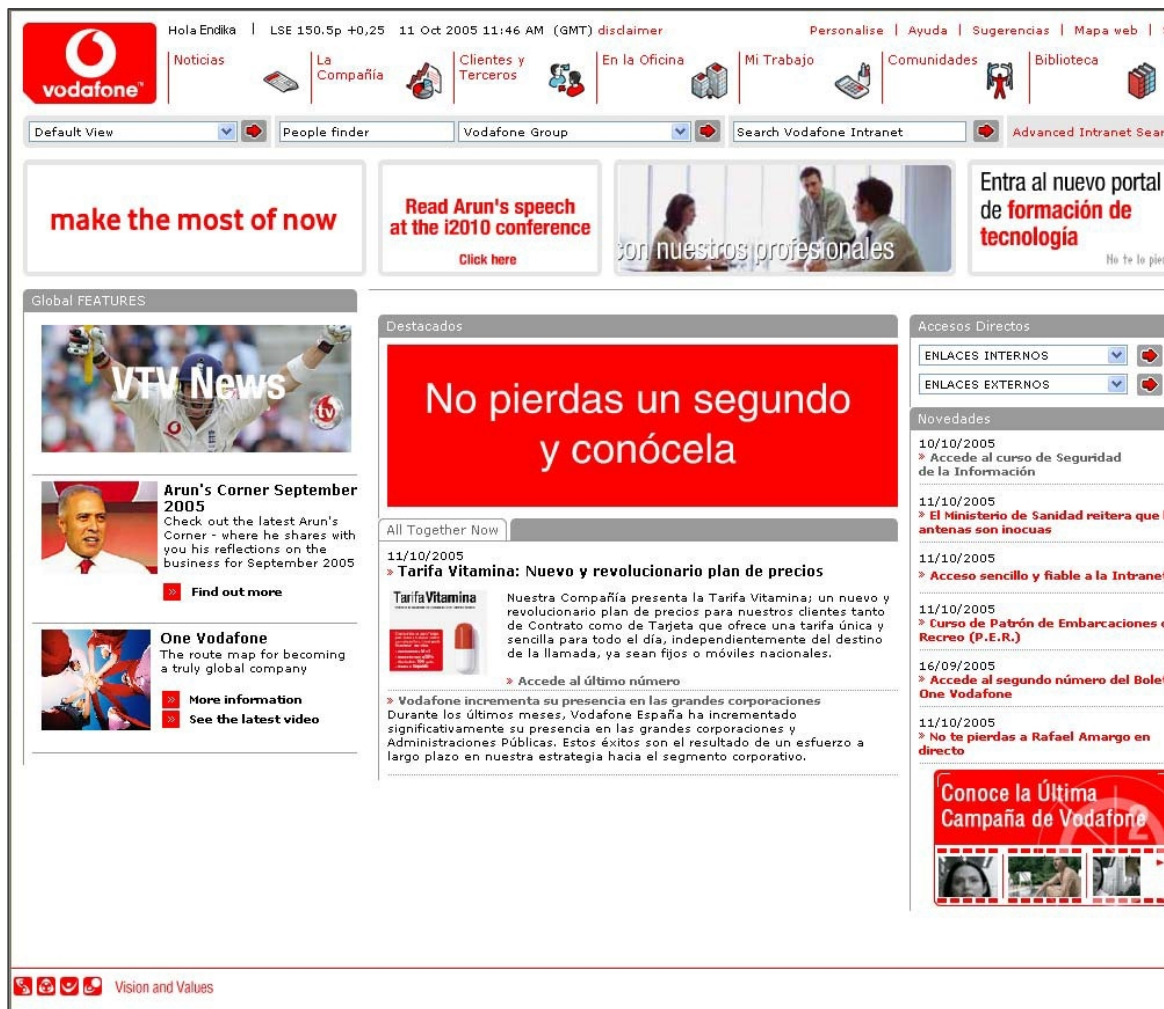 vodafone™
Hola Endika | LSE 150.5p +0,25 11 Oct 2005 11:46 AM (GMT) disclaimer
Personalise | Ayuda | Sugerencias | Mapa web |
Noticias
La
Compañía
Clientes y
Terceros
En la Oficina
Mi Trabajo
Comunidades
Biblioteca
Default View
People finder
Vodafone Group
Search Vodafone Intranet
Advanced Intranet Sear
make the most of now
Read Arun's speech
at the i2010 conference
Click here
con nuestros profesionales
Entra al nuevo portal
de formación de
tecnología
No te lo pier
Global FEATURES
VTV News
tv
Arun's Corner September
2005
Check out the latest Arun's
Corner - where he shares with
you his reflections on the
business for September 2005
» Find out more
One Vodafone
The route map for becoming
a truly global company
» More information
» See the latest video
Destacados
No pierdas un segundo
y conócela
All Together Now
11/10/2005
» Tarifa Vitamina: Nuevo y revolucionario plan de precios
Tarifa Vitamina
Nuestra Compañía presenta la Tarifa Vitamina; un nuevo y
revolucionario plan de precios para nuestros clientes tanto
de Contrato como de Tarjeta que ofrece una tarifa única y
sencilla para todo el día, independientemente del destino
de la llamada, ya sean fijos o móviles nacionales.
» Accede al último número
» Vodafone incrementa su presencia en las grandes corporaciones
Durante los últimos meses, Vodafone España ha incrementado
significativamente su presencia en las grandes corporaciones y
Administraciones Públicas. Estos éxitos son el resultado de un esfuerzo a
largo plazo en nuestra estrategia hacia el segmento corporativo.
Accesos Directos
ENLACES INTERNOS
ENLACES EXTERNOS
Novedades
10/10/2005
» Accede al curso de Seguridad
de la Información
11/10/2005
» El Ministerio de Sanidad reitera que l
antenas son inocuas
11/10/2005
» Acceso sencillo y fiable a la Intranet
11/10/2005
» Curso de Patrón de Embarcaciones d
Recreo (P.E.R.)
16/09/2005
» Accede al segundo número del Bolet
One Vodafone
11/10/2005
» No te pierdas a Rafael Amargo en
directo
Conoce la Última
Campaña de Vodafone
2
Vision and Values